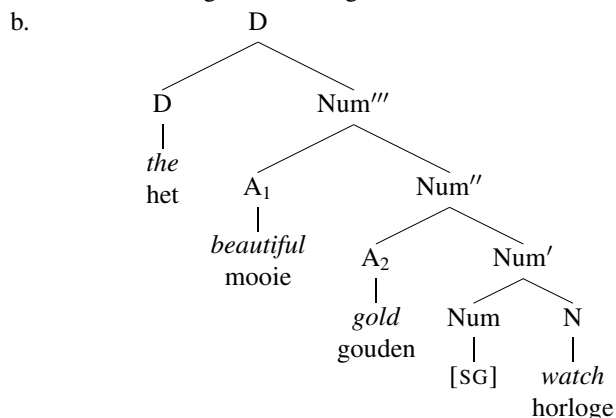 b.
D
D Num‴
the
het
A₁ Num″
beautiful
mooie
A₂ Num′
gold
gouden
Num N
[SG]
watch
horloge